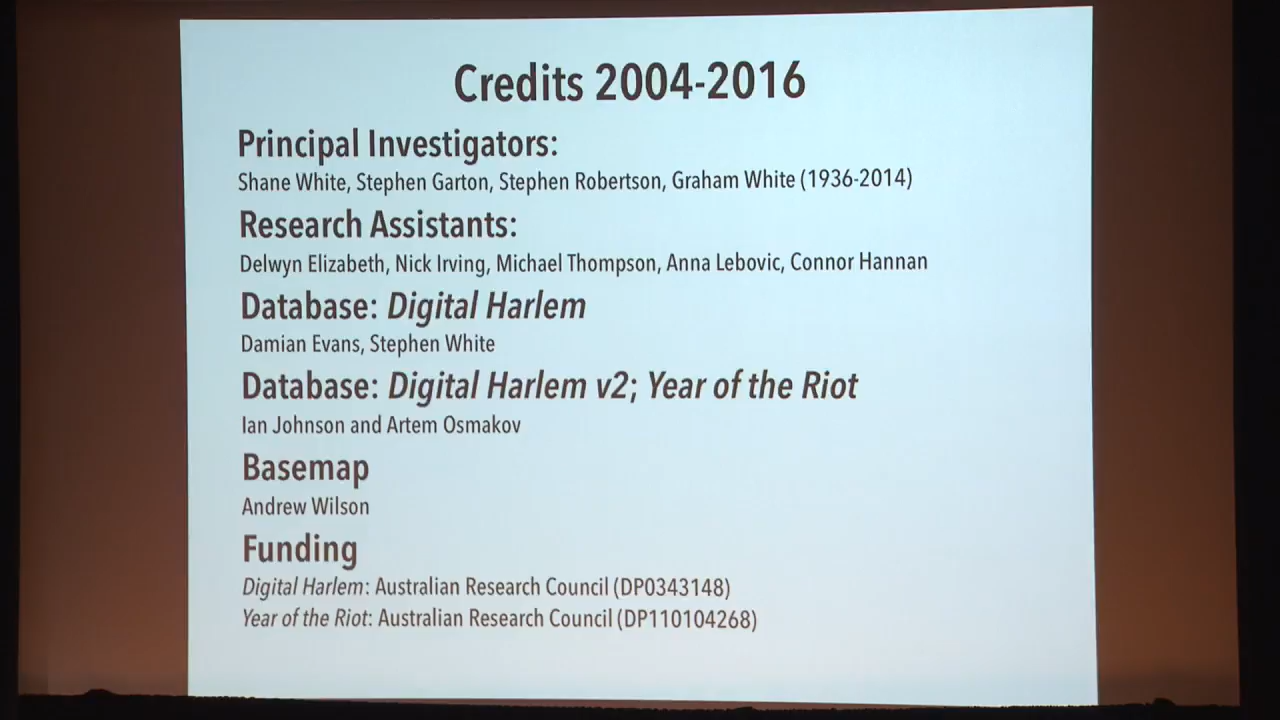 Credits 2004-2016
Principal Investigators:
Shane White, Stephen Garton, Stephen Robertson, Graham White (1936-2014)
Research Assistants:
Delwyn Elizabeth, Nick Irving, Michael Thompson, Anna Lebovic, Connor Hannan
Database: Digital Harlem
Damian Evans, Stephen White
Database: Digital Harlem v2; Year of the Riot
Ian Johnson and Artem Osmakov
Basemap
Andrew Wilson
Funding
Digital Harlem: Australian Research Council (DP0343148)
Year of the Riot: Australian Research Council (DP110104268)